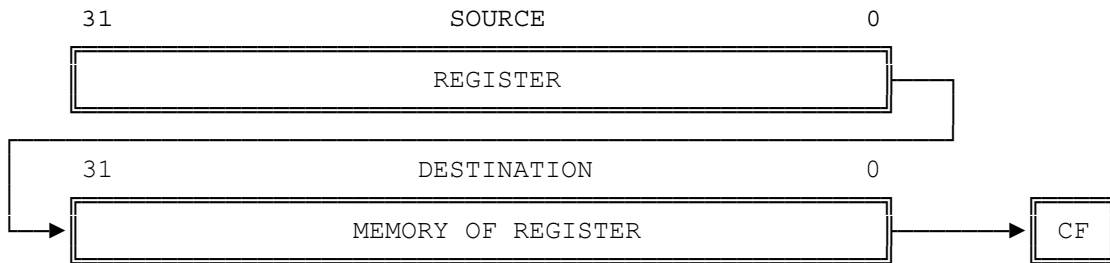 31 SOURCE 0
REGISTER
31 DESTINATION 0
MEMORY OF REGISTER CF